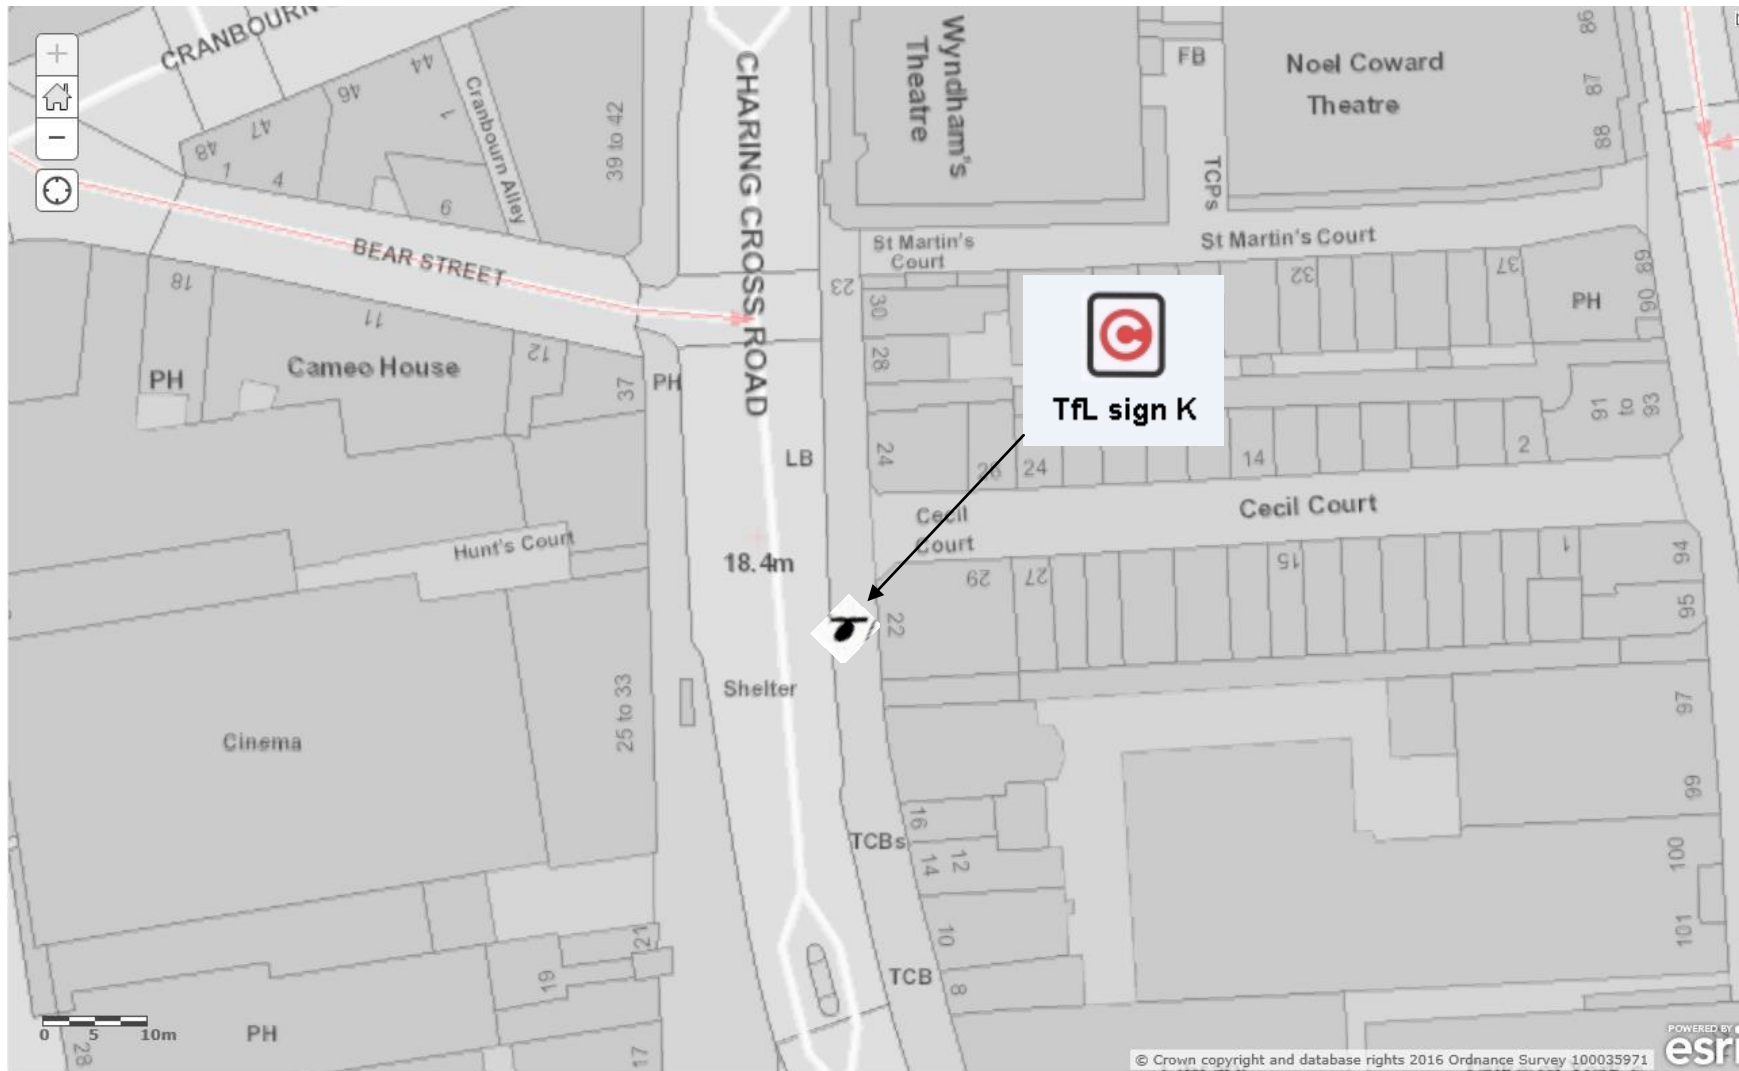 CRANBOURN
44
46
47
48
1
4
1
9
Cranbourn Alley
39 to 42
CHARING CROSS ROAD
Wyndham's
Theatre
FB
Noel Coward
Theatre
86
87
88
TCPs
St Martin's
Court
St Martin's Court
BEAR STREET
18
11
12
Cameo House
PH
37
PH
23
30
28
32
37
PH
89
90
C
TfL sign K
LB
24
26
24
14
2
93
to
91
Cecil
Court
Cecil Court
Hunt's Court
18.4m
29
27
15
1
94
95
22
Shelter
25 to 33
Cinema
97
99
16
TCBs
14
12
100
10
101
21
19
TCB
8
0 5 10m
PH
28
17
POWERED BY
esri
© Crown copyright and database rights 2016 Ordnance Survey 100035971